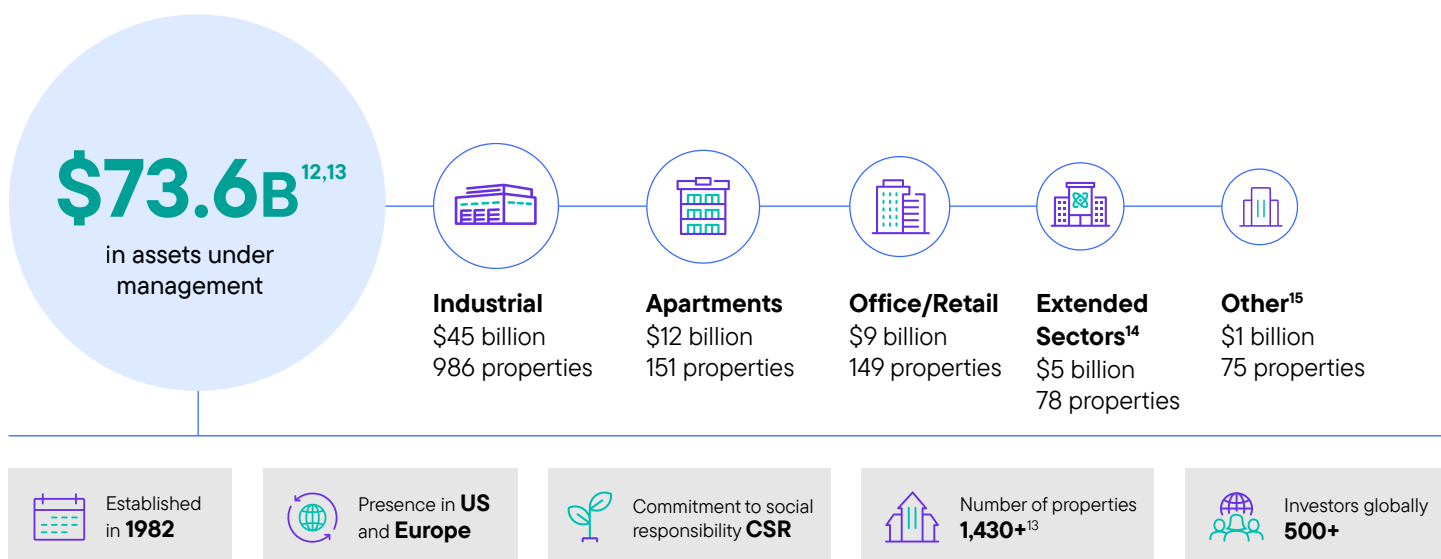 $73.6B12,13
in assets under
management
Industrial
$45 billion
986 properties
Apartments
$12 billion
151 properties
Office/Retail
$9 billion
149 properties
Extended
Sectors14
$5 billion
78 properties
Other15
$1 billion
75 properties
Established
in 1982
Presence in US
and Europe
Commitment to social
responsibility CSR
Number of properties
1,430+13
Investors globally
500+